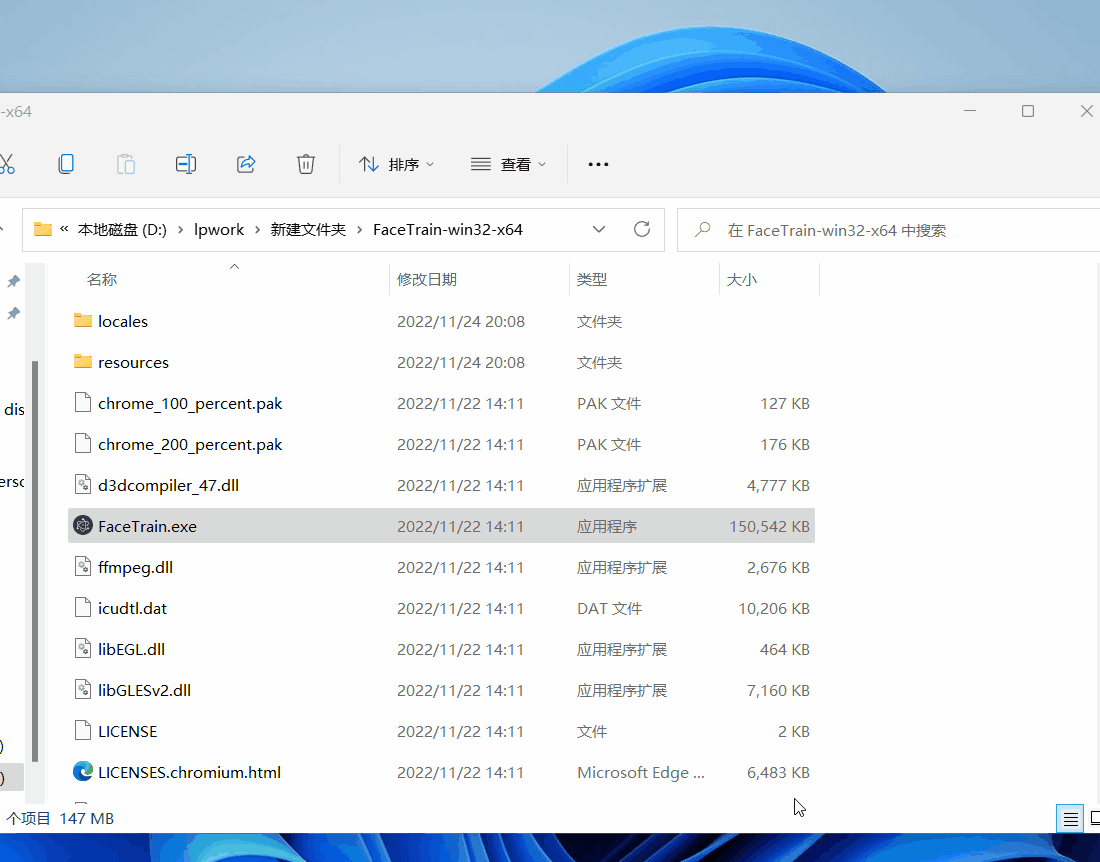 -x64
排序 查看
« 本地磁盘 (D:) › lpwork › 新建文件夹 › FaceTrain-win32-x64 在 FaceTrain-win32-x64 中搜索
名称 修改日期 类型 大小
locales 2022/11/24 20:08 文件夹
resources 2022/11/24 20:08 文件夹
chrome_100_percent.pak 2022/11/22 14:11 PAK 文件 127 KB
dis
chrome_200_percent.pak 2022/11/22 14:11 PAK 文件 176 KB
ersc
d3dcompiler_47.dll 2022/11/22 14:11 应用程序扩展 4,777 KB
FaceTrain.exe 2022/11/22 14:11 应用程序 150,542 KB
ffmpeg.dll 2022/11/22 14:11 应用程序扩展 2,676 KB
icudtl.dat 2022/11/22 14:11 DAT 文件 10,206 KB
libEGL.dll 2022/11/22 14:11 应用程序扩展 464 KB
libGLESv2.dll 2022/11/22 14:11 应用程序扩展 7,160 KB
LICENSE 2022/11/22 14:11 文件 2 KB
)
LICENSES.chromium.html 2022/11/22 14:11 Microsoft Edge ... 6,483 KB
)
个项目 147 MB